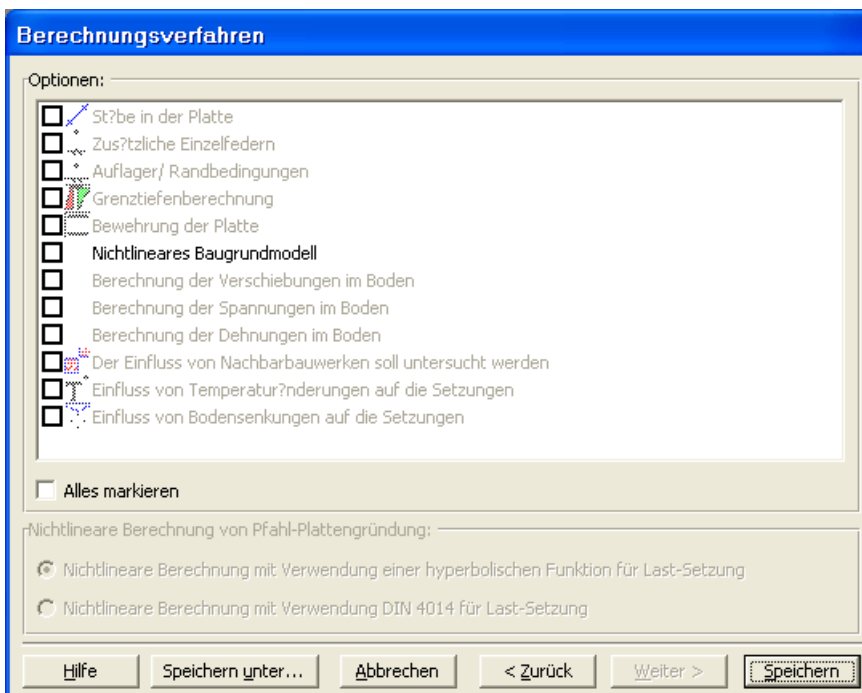 Berechnungsverfahren
Optionen:
St?be in der Platte
Zus?tzliche Einzelfedern
Auflager/ Randbedingungen
Grenztiefenberechnung
Bewehrung der Platte
Nichtlineares Baugrundmodell
Berechnung der Verschiebungen im Boden
Berechnung der Spannungen im Boden
Berechnung der Dehnungen im Boden
Der Einfluss von Nachbarbauwerken soll untersucht werden
Einfluss von Temperatur?nderungen auf die Setzungen
Einfluss von Bodensenkungen auf die Setzungen
Alles markieren
Nichtlineare Berechnung von Pfahl-Plattengründung:
Nichtlineare Berechnung mit Verwendung einer hyperbolischen Funktion für Last-Setzung
Nichtlineare Berechnung mit Verwendung DIN 4014 für Last-Setzung
Hilfe Speichern unter... Abbrechen < Zurück Weiter > Speichern